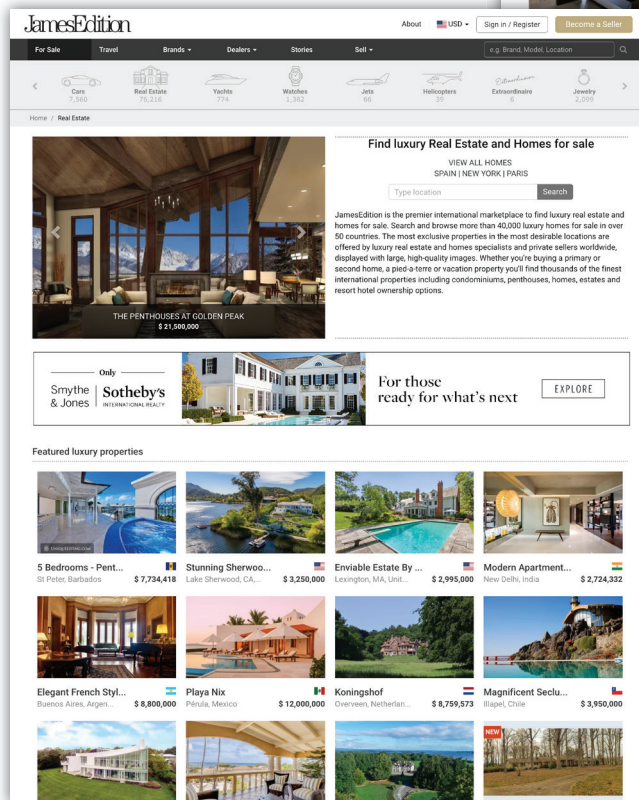 JamesEdition
About
USD
Sign in / Register
Become a Seller
For Sale
Travel
Brands
Dealers
Stories
Sell
e.g. Brand, Model, Location
Cars
7,560
Real Estate
76,216
Yachts
774
Watches
1,382
Jets
66
Helicopters
39
Extraordinaire
Extraordinaire
6
Jewelry
2,099
Home / Real Estate
THE PENTHOUSES AT GOLDEN PEAK
$ 21,500,000
Find luxury Real Estate and Homes for sale
VIEW ALL HOMES
SPAIN | NEW YORK | PARIS
Type location
Search
JamesEdition is the premier international marketplace to find luxury real estate and
homes for sale. Search and browse more than 40,000 luxury homes for sale in over
50 countries. The most exclusive properties in the most desirable locations are
offered by luxury real estate and homes specialists and private sellers worldwide,
displayed with large, high-quality images. Whether you're buying a primary or
second home, a pied-a-terre or vacation property you'll find thousands of the finest
international properties including condominiums, penthouses, homes, estates and
resort hotel ownership options.
Only
Smythe
& Jones
Sotheby's
INTERNATIONAL REALTY
For those
ready for what's next
EXPLORE
Featured luxury properties
5 Bedrooms - Pent...
St Peter, Barbados
$ 7,734,418
Stunning Sherwoo...
Lake Sherwood, CA,...
$ 3,250,000
Enviable Estate By ...
Lexington, MA, Unit...
$ 2,995,000
Modern Apartment...
New Delhi, India
$ 2,724,332
Elegant French Styl...
Buenos Aires, Argen...
$ 8,800,000
Playa Nix
Pérula, Mexico
$ 12,000,000
Koningshof
Overveen, Netherlan...
$ 8,759,573
Magnificent Seclu...
Illapel, Chile
$ 3,950,000
NEW